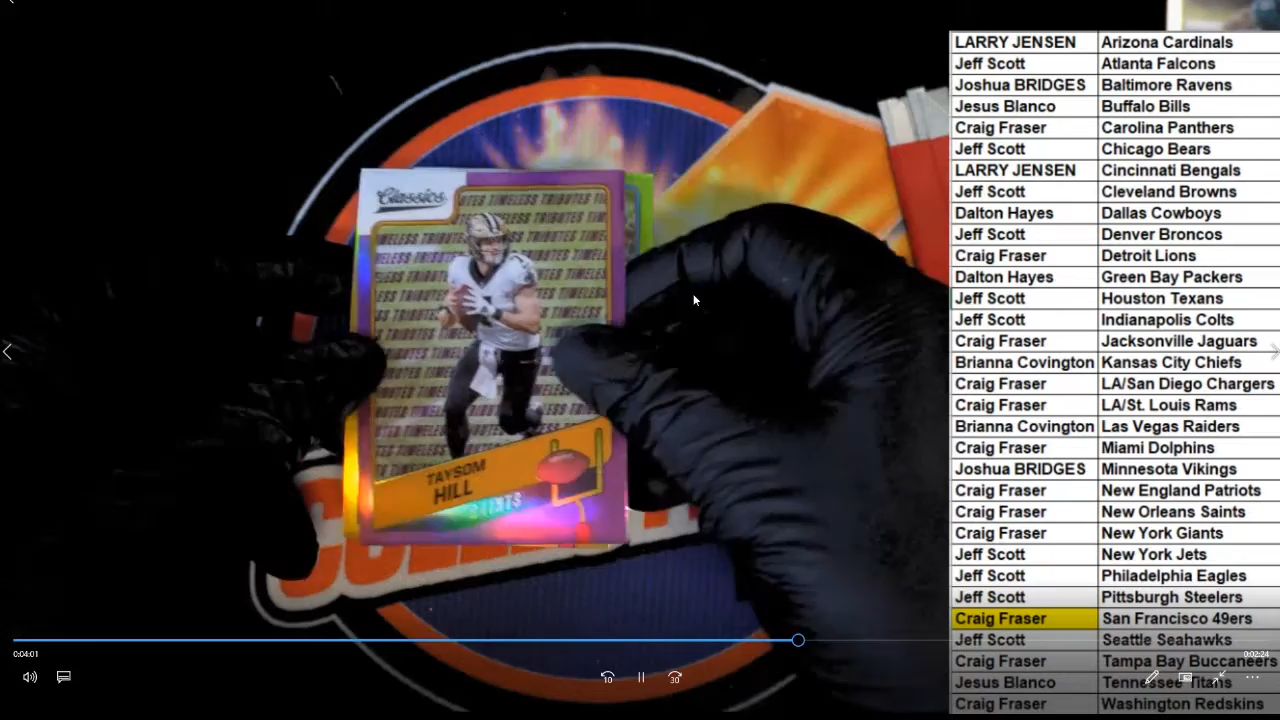 Classics
TIMELESS TRIBUTES
TAYSOM
HILL
SAINTS
LARRY JENSEN Arizona Cardinals
Jeff Scott Atlanta Falcons
Joshua BRIDGES Baltimore Ravens
Jesus Blanco Buffalo Bills
Craig Fraser Carolina Panthers
Jeff Scott Chicago Bears
LARRY JENSEN Cincinnati Bengals
Jeff Scott Cleveland Browns
Dalton Hayes Dallas Cowboys
Jeff Scott Denver Broncos
Craig Fraser Detroit Lions
Dalton Hayes Green Bay Packers
Jeff Scott Houston Texans
Jeff Scott Indianapolis Colts
Craig Fraser Jacksonville Jaguars
Brianna Covington Kansas City Chiefs
Craig Fraser LA/San Diego Chargers
Craig Fraser LA/St. Louis Rams
Brianna Covington Las Vegas Raiders
Craig Fraser Miami Dolphins
Joshua BRIDGES Minnesota Vikings
Craig Fraser New England Patriots
Craig Fraser New Orleans Saints
Craig Fraser New York Giants
Jeff Scott New York Jets
Jeff Scott Philadelphia Eagles
Jeff Scott Pittsburgh Steelers
Craig Fraser San Francisco 49ers
Jeff Scott Seattle Seahawks
Craig Fraser Tampa Bay Buccaneers
Jesus Blanco Tennessee Titans
Craig Fraser Washington Redskins
0:04:01
0:02:24
10
30